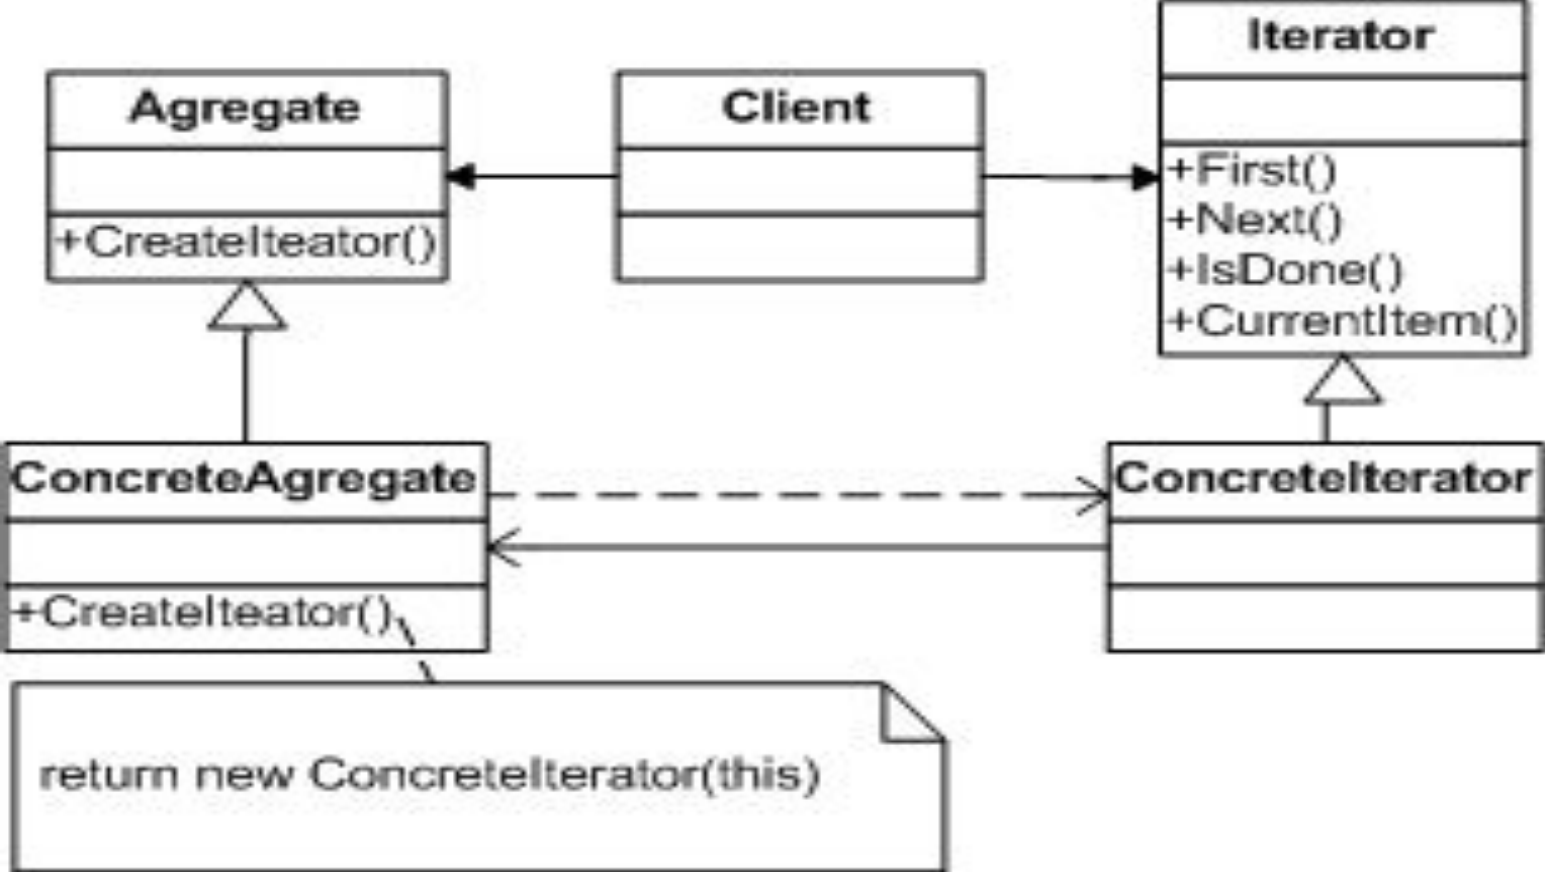 Agregate
+CreateIteator()
Client
Iterator
+First()
+Next()
+IsDone()
+CurrentItem()
ConcreteAgregate
+CreateIteator()
ConcreteIterator
return new ConcreteIterator(this)